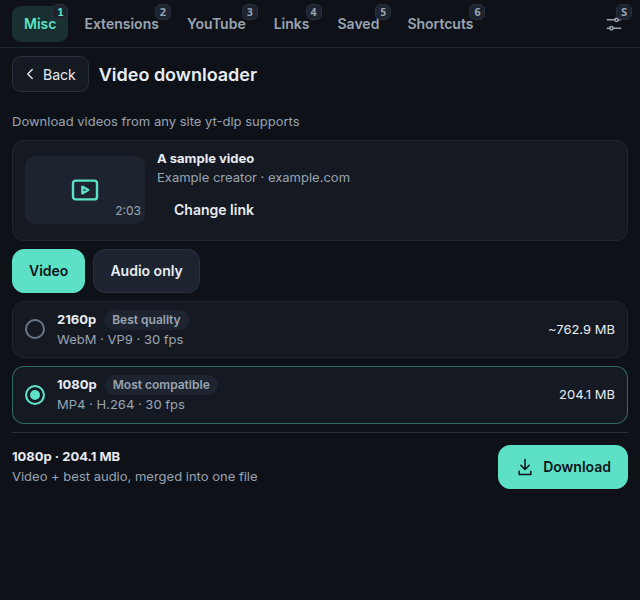 Misc 1 Extensions 2 YouTube 3 Links 4 Saved 5 Shortcuts 6 S
Back Video downloader
Download videos from any site yt-dlp supports
A sample video
Example creator · example.com
2:03 Change link
Video Audio only
2160p Best quality
WebM · VP9 · 30 fps ~762.9 MB
1080p Most compatible
MP4 · H.264 · 30 fps 204.1 MB
1080p · 204.1 MB
Video + best audio, merged into one file
Download